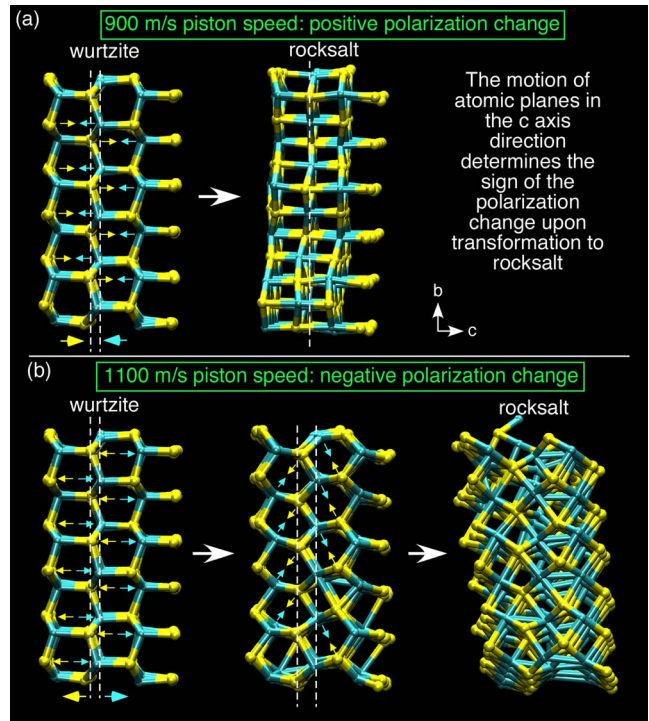 (a)
900 m/s piston speed: positive polarization change
wurtzite
rocksalt
The motion of
atomic planes in
the c axis
direction
determines the
sign of the
polarization
change upon
transformation to
rocksalt
b
c
(b)
1100 m/s piston speed: negative polarization change
wurtzite
rocksalt